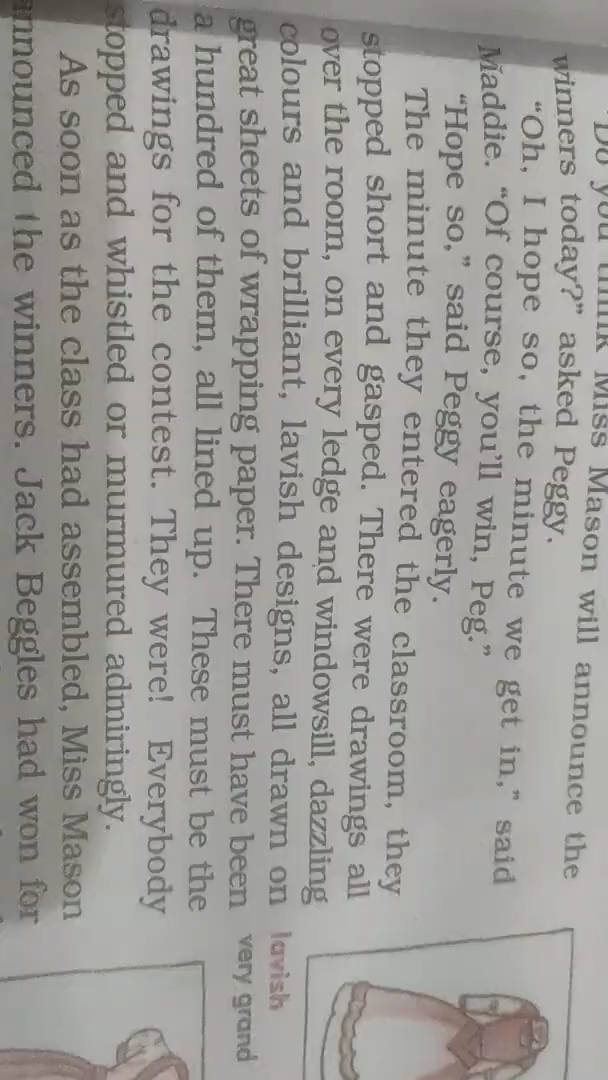 "Do you think Miss Mason will announce the
winners today?" asked Peggy.
"Oh, I hope so, the minute we get in," said
Maddie. "Of course, you'll win, Peg."
"Hope so," said Peggy eagerly.
The minute they entered the classroom, they
stopped short and gasped. There were drawings all
over the room, on every ledge and windowsill, dazzling
colours and brilliant, lavish designs, all drawn on
great sheets of wrapping paper. There must have been
a hundred of them, all lined up. These must be the
drawings for the contest. They were! Everybody
stopped and whistled or murmured admiringly.
As soon as the class had assembled, Miss Mason
announced the winners. Jack Beggles had won for
lavish
very grand